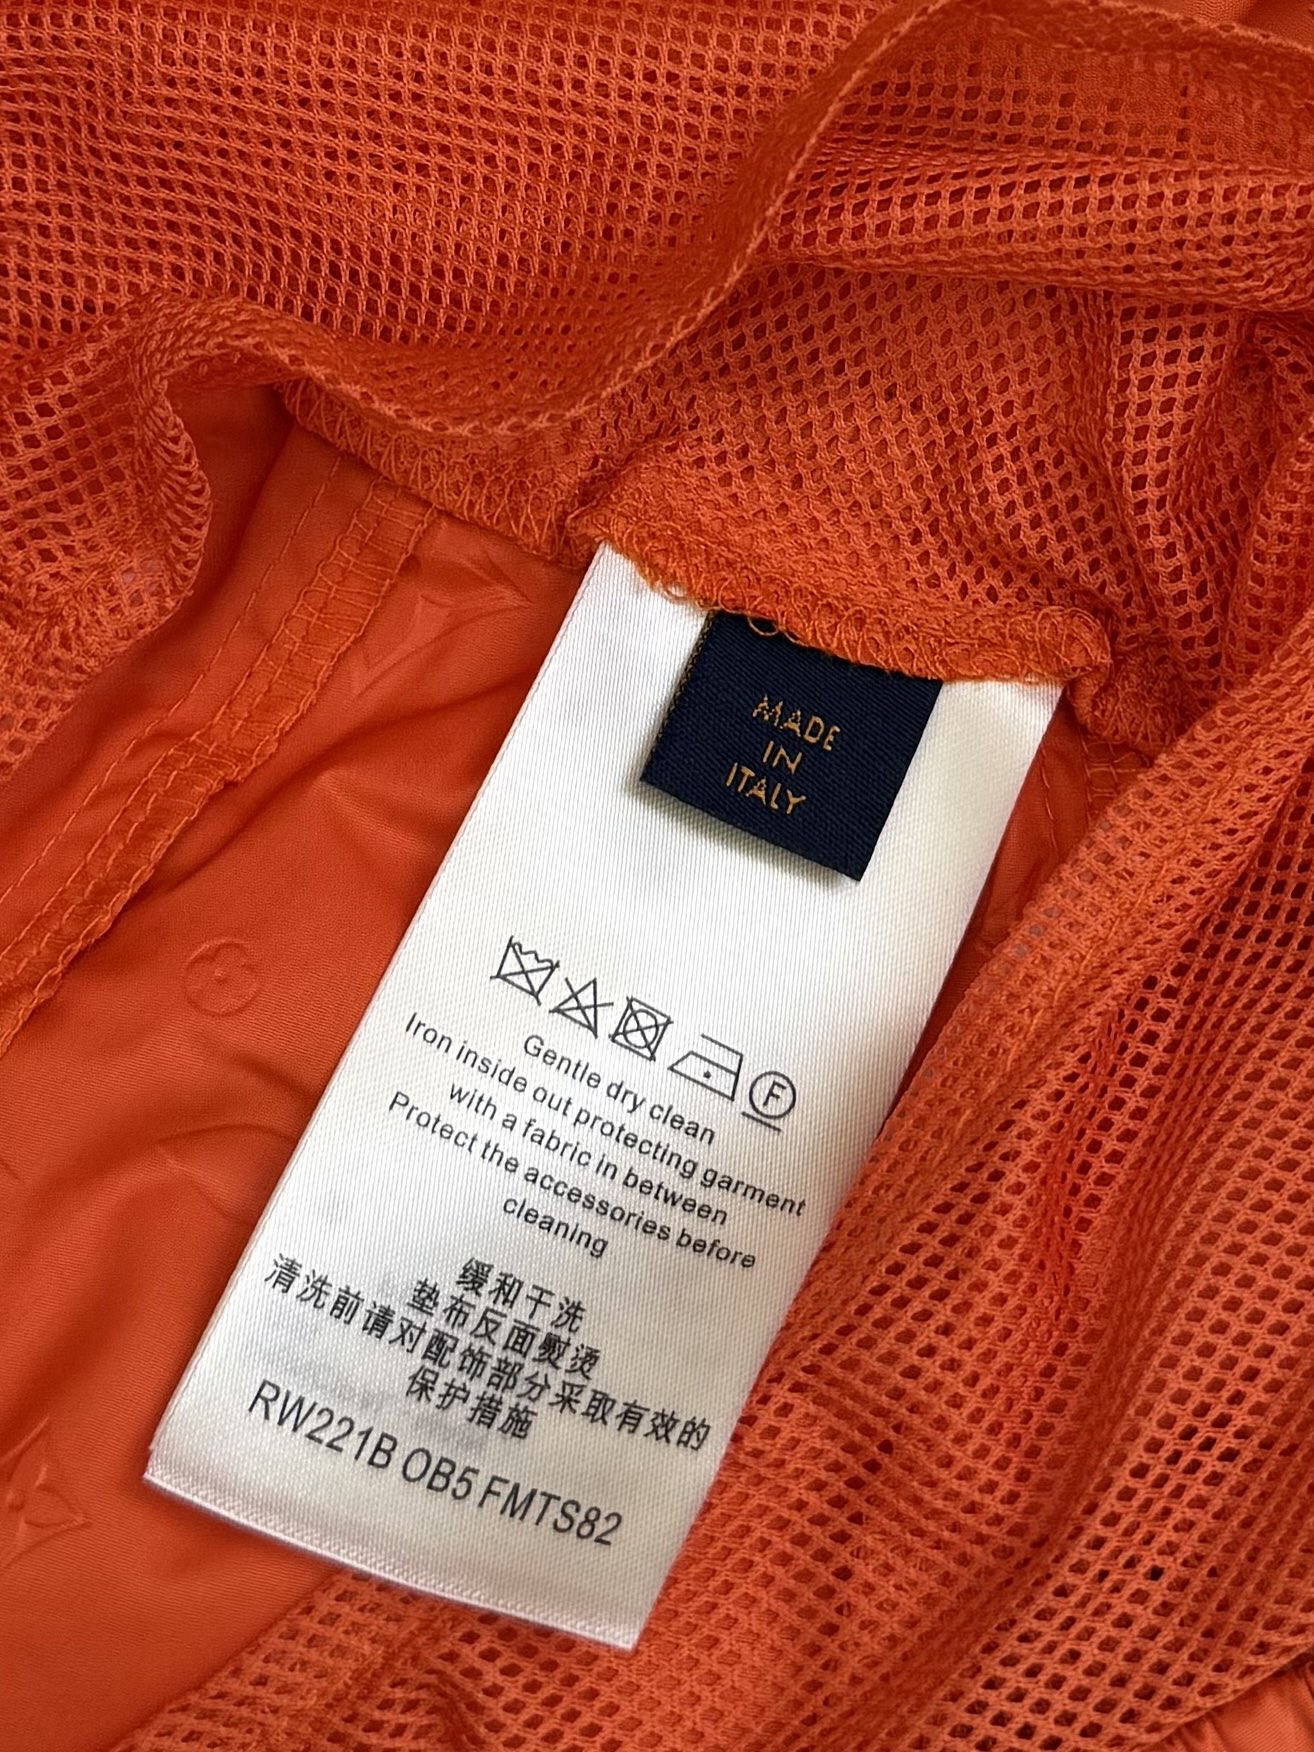 MADE
IN
ITALY
F
Gentle dry clean
Iron inside out protecting garment
with a fabric in between
Protect the accessories before
cleaning
缓和干洗
垫布反面熨烫
清洗前请对配饰部分采取有效的
保护措施
RW221B OB5 FMTS82